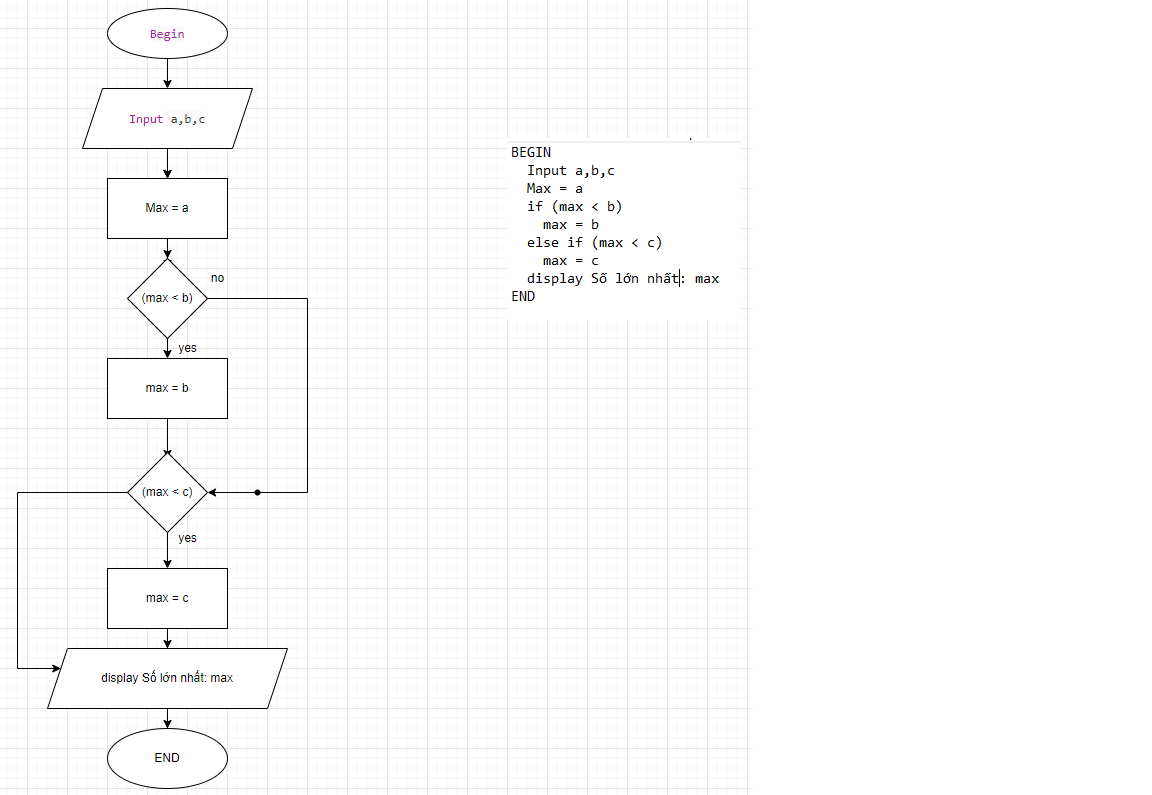 Begin
Input a,b,c
Max = a
(max < b)
no
yes
max = b
(max < c)
yes
max = c
display Số lớn nhất: max
END
BEGIN
Input a,b,c
Max = a
if (max < b)
max = b
else if (max < c)
max = c
display Số lớn nhất: max
END